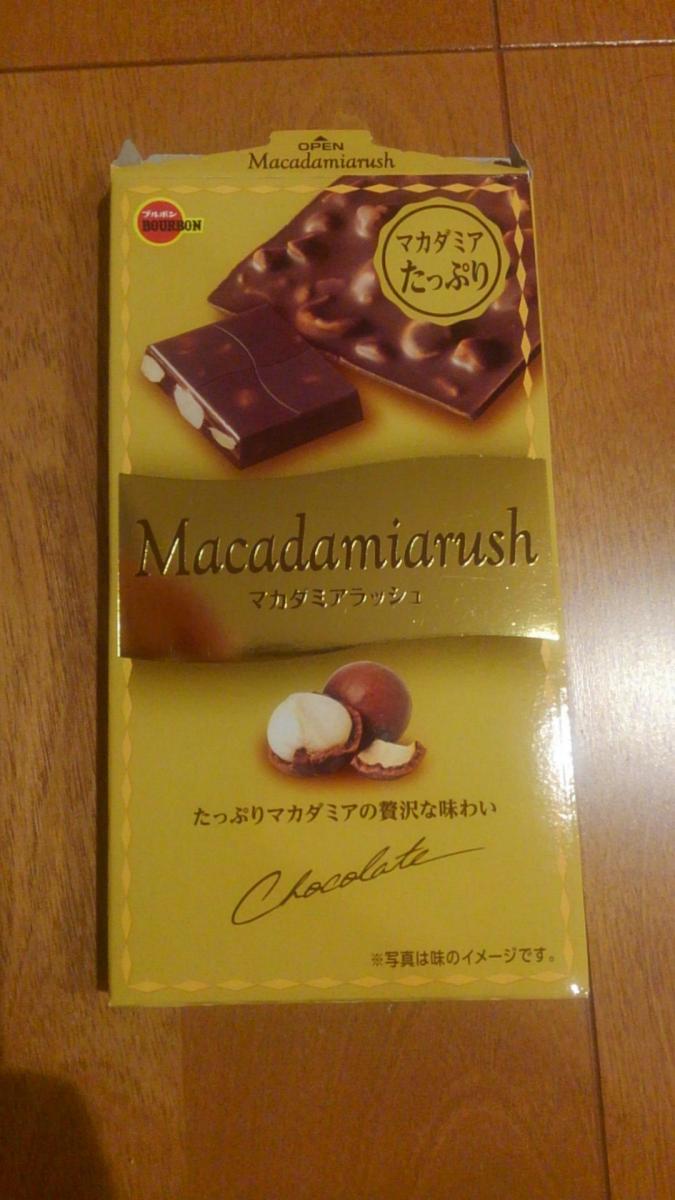 OPEN
Macadamiarush
ブルボン
BOURBON
マカダミア
たっぷり
Macadamiarush
マカダミアラッシュ
たっぷりマカダミアの贅沢な味わい
Chocolate
※写真は味のイメージです。